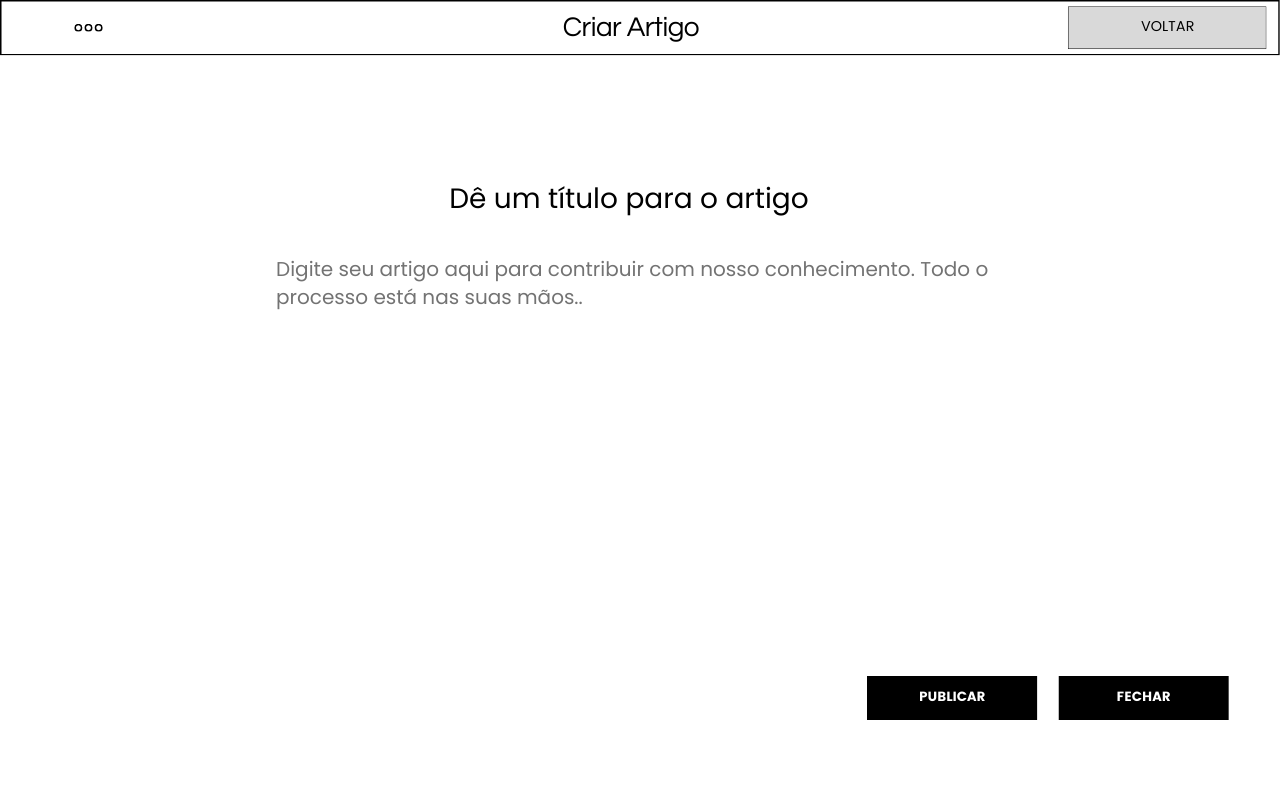 Criar Artigo
VOLTAR
Dê um título para o artigo
Digite seu artigo aqui para contribuir com nosso conhecimento. Todo o
processo está nas suas mãos..
PUBLICAR
FECHAR